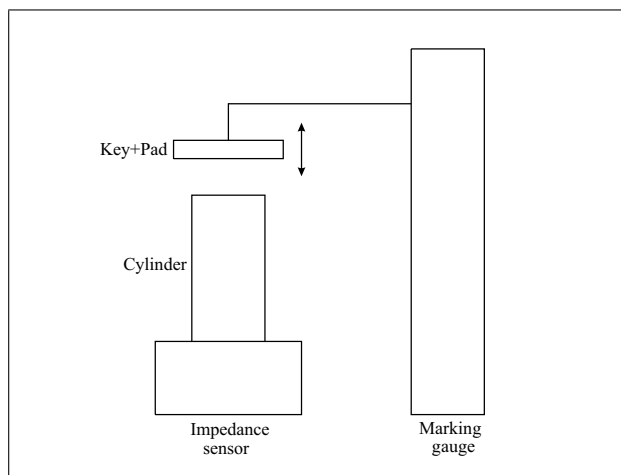 Key+Pad
Cylinder
Impedance
sensor
Marking
gauge